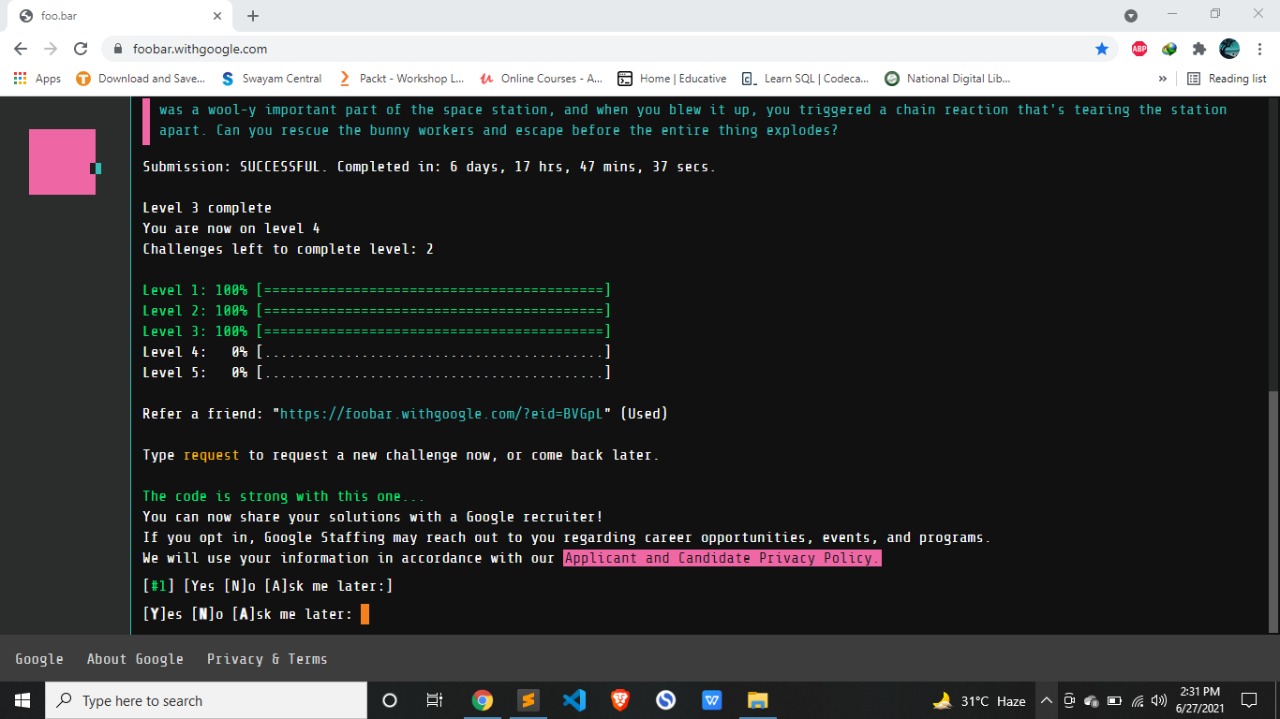 foo.bar
foobar.withgoogle.com
ABP
Apps Download and Save... Swayam Central Packt - Workshop L... Online Courses - A... Home | Educative Learn SQL | Codeca... National Digital Lib... » Reading list
was a wool-y important part of the space station, and when you blew it up, you triggered a chain reaction that's tearing the station
apart. Can you rescue the bunny workers and escape before the entire thing explodes?
Submission: SUCCESSFUL. Completed in: 6 days, 17 hrs, 47 mins, 37 secs.
Level 3 complete
You are now on level 4
Challenges left to complete level: 2
Level 1: 100% [==========================================]
Level 2: 100% [==========================================]
Level 3: 100% [==========================================]
Level 4:   0% [..........................................]
Level 5:   0% [..........................................]
Refer a friend: "https://foobar.withgoogle.com/?eid=BVGpL" (Used)
Type request to request a new challenge now, or come back later.
The code is strong with this one...
You can now share your solutions with a Google recruiter!
If you opt in, Google Staffing may reach out to you regarding career opportunities, events, and programs.
We will use your information in accordance with our Applicant and Candidate Privacy Policy.
[#1] [Yes [N]o [A]sk me later:]
[Y]es [N]o [A]sk me later:
Google About Google Privacy & Terms
Type here to search
31°C Haze
2:31 PM
6/27/2021